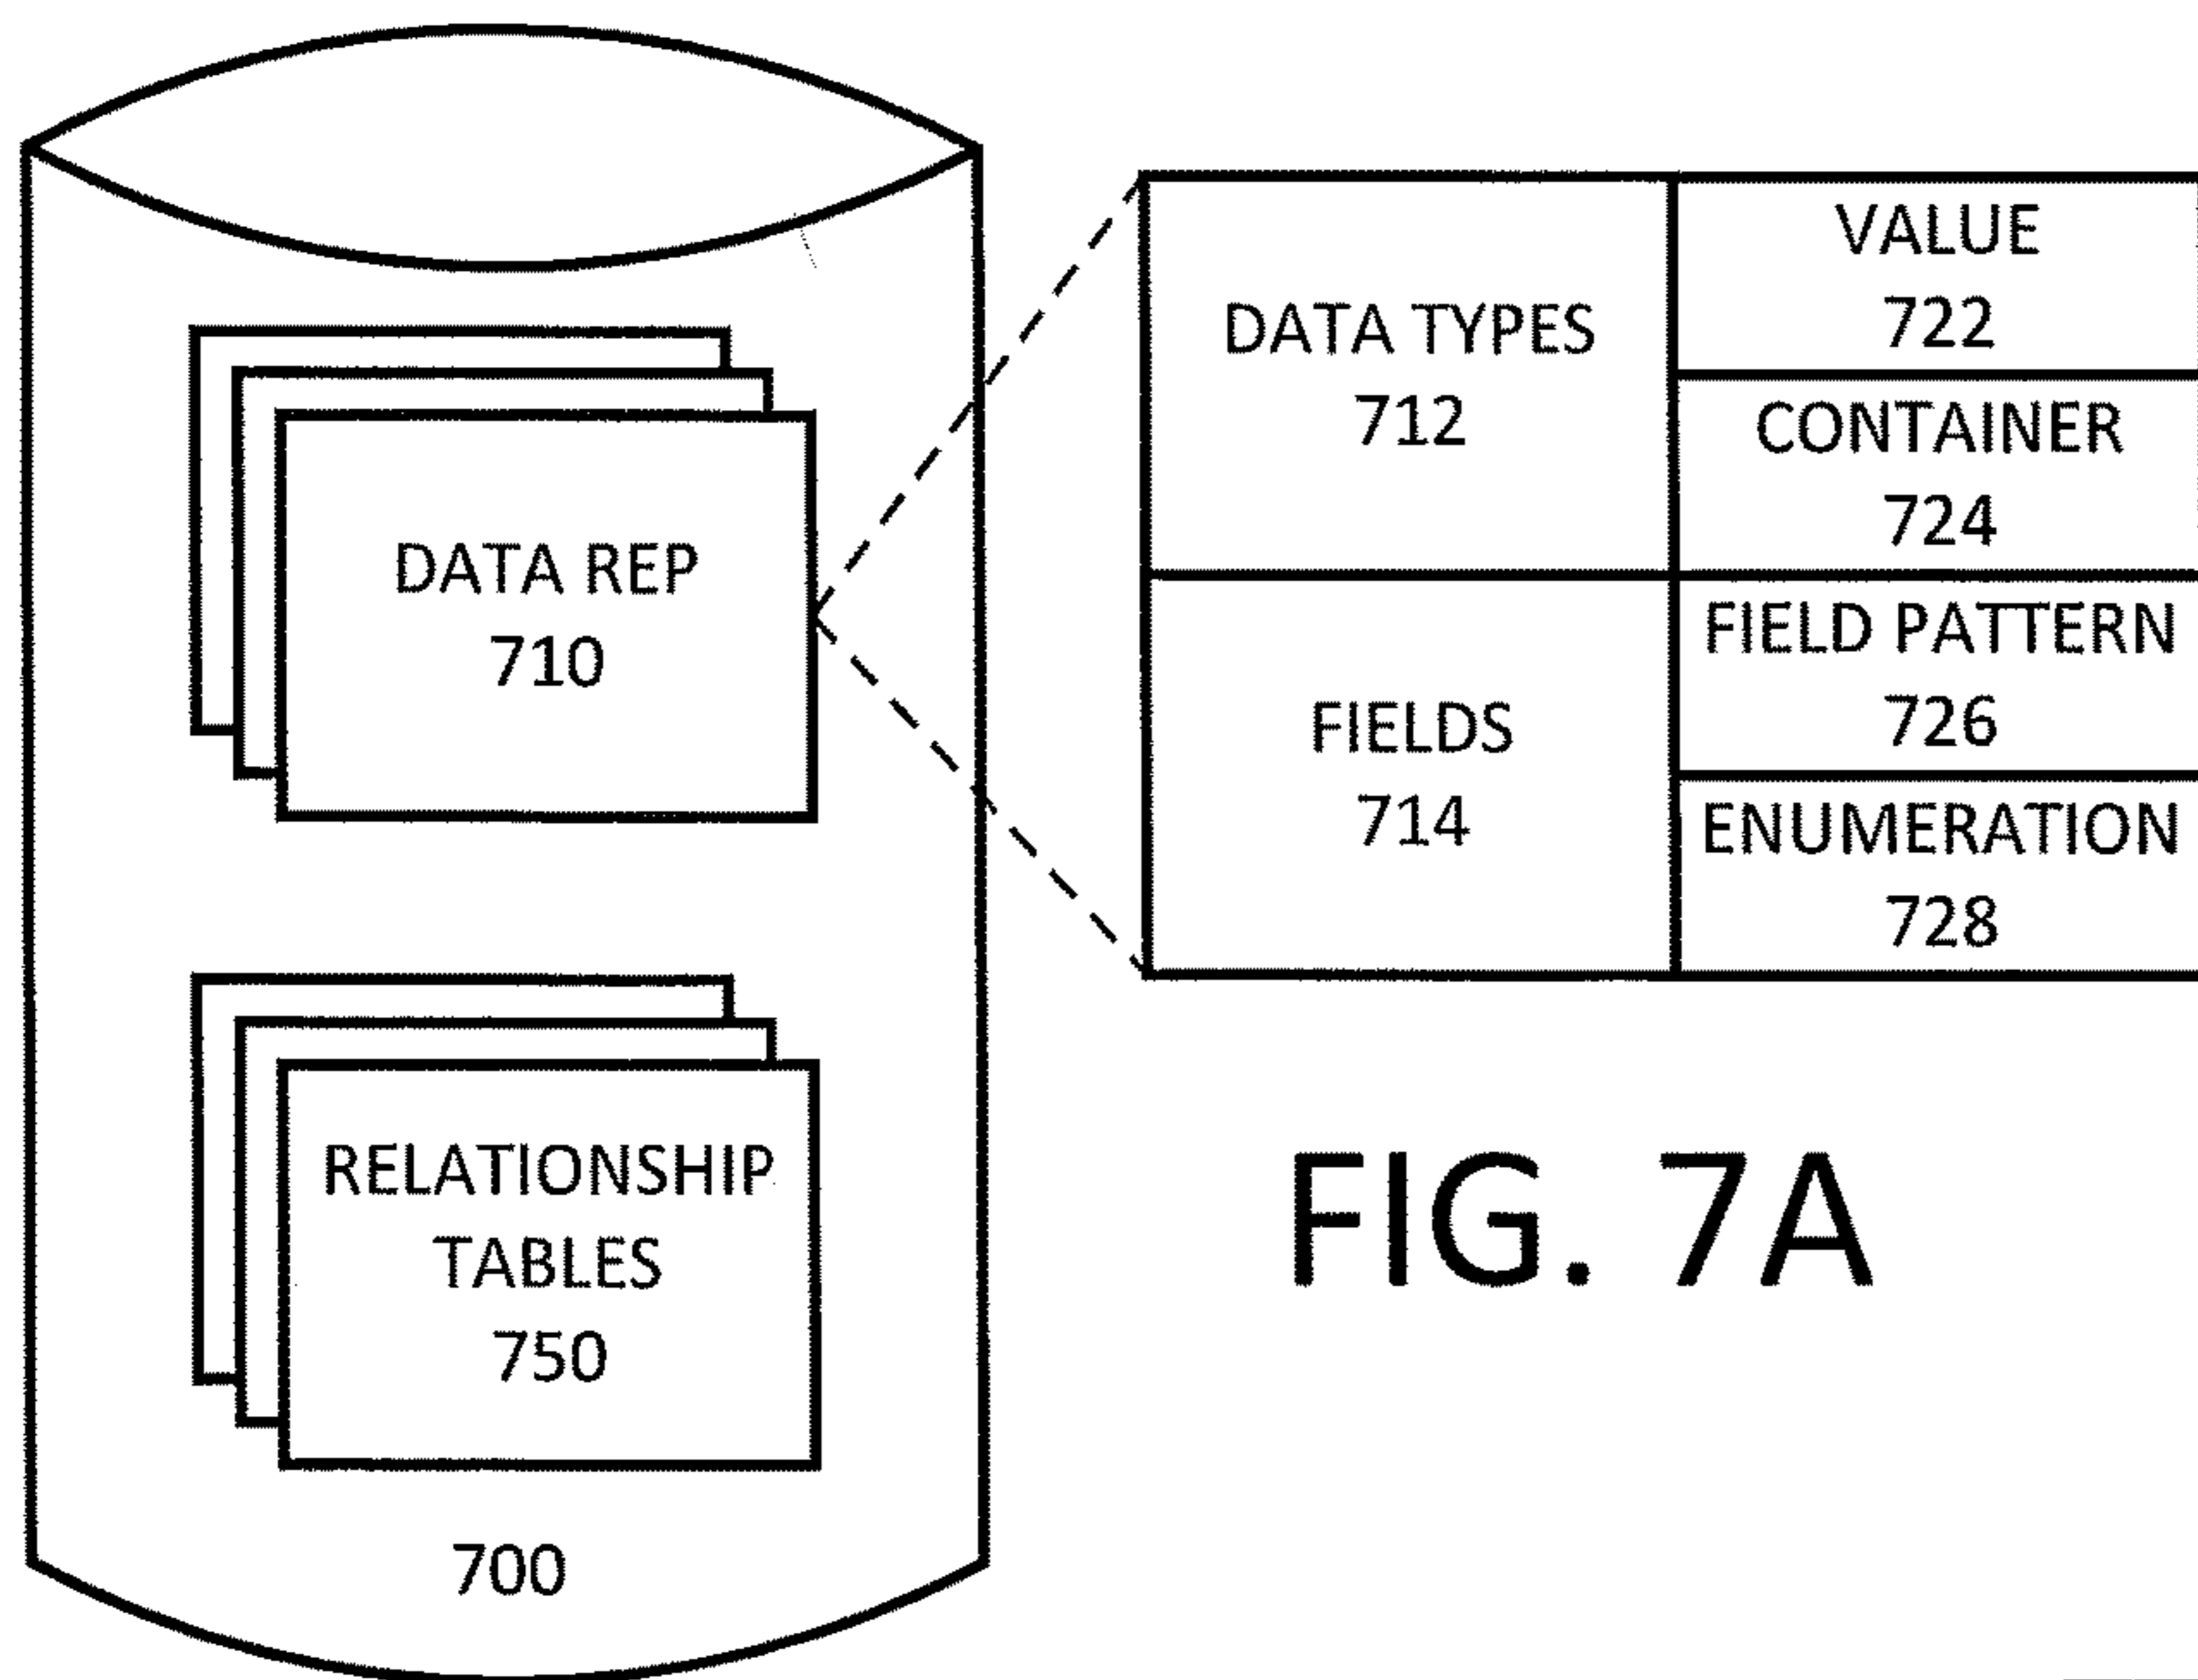 DATA REP
710
RELATIONSHIP
TABLES
750
700
DATA TYPES
712
FIELDS
714
VALUE
722
CONTAINER
724
FIELD PATTERN
726
ENUMERATION
728
FIG. 7A